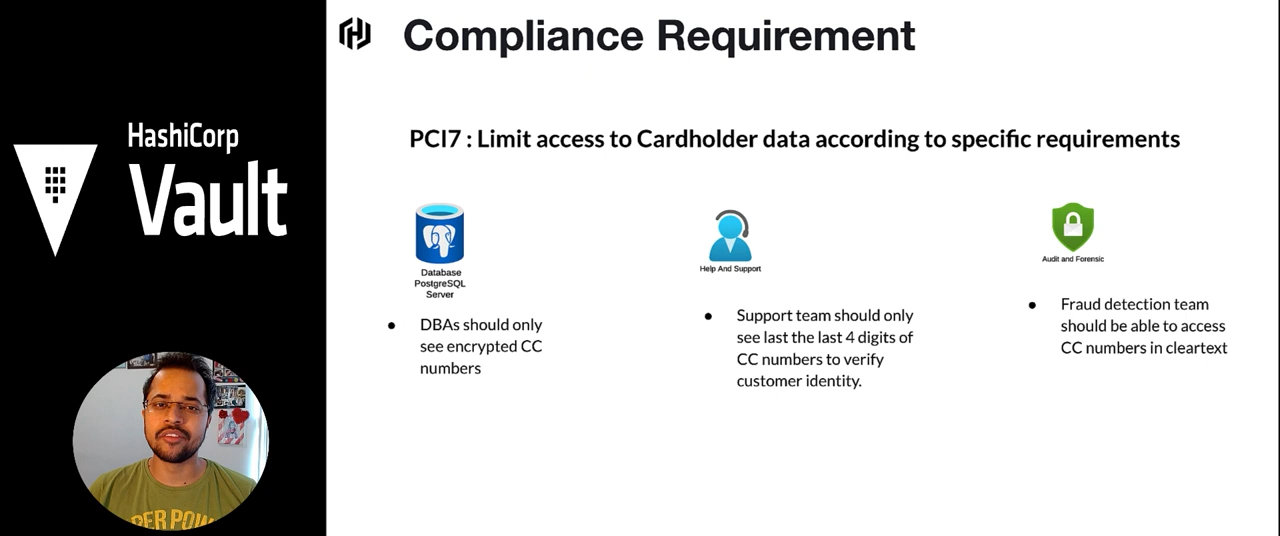 HashiCorp
Vault
Compliance Requirement
PCI7 : Limit access to Cardholder data according to specific requirements
Database
PostgreSQL
Server
● DBAs should only
see encrypted CC
numbers
Help And Support
● Support team should only
see last the last 4 digits of
CC numbers to verify
customer identity.
Audit and Forensic
● Fraud detection team
should be able to access
CC numbers in cleartext